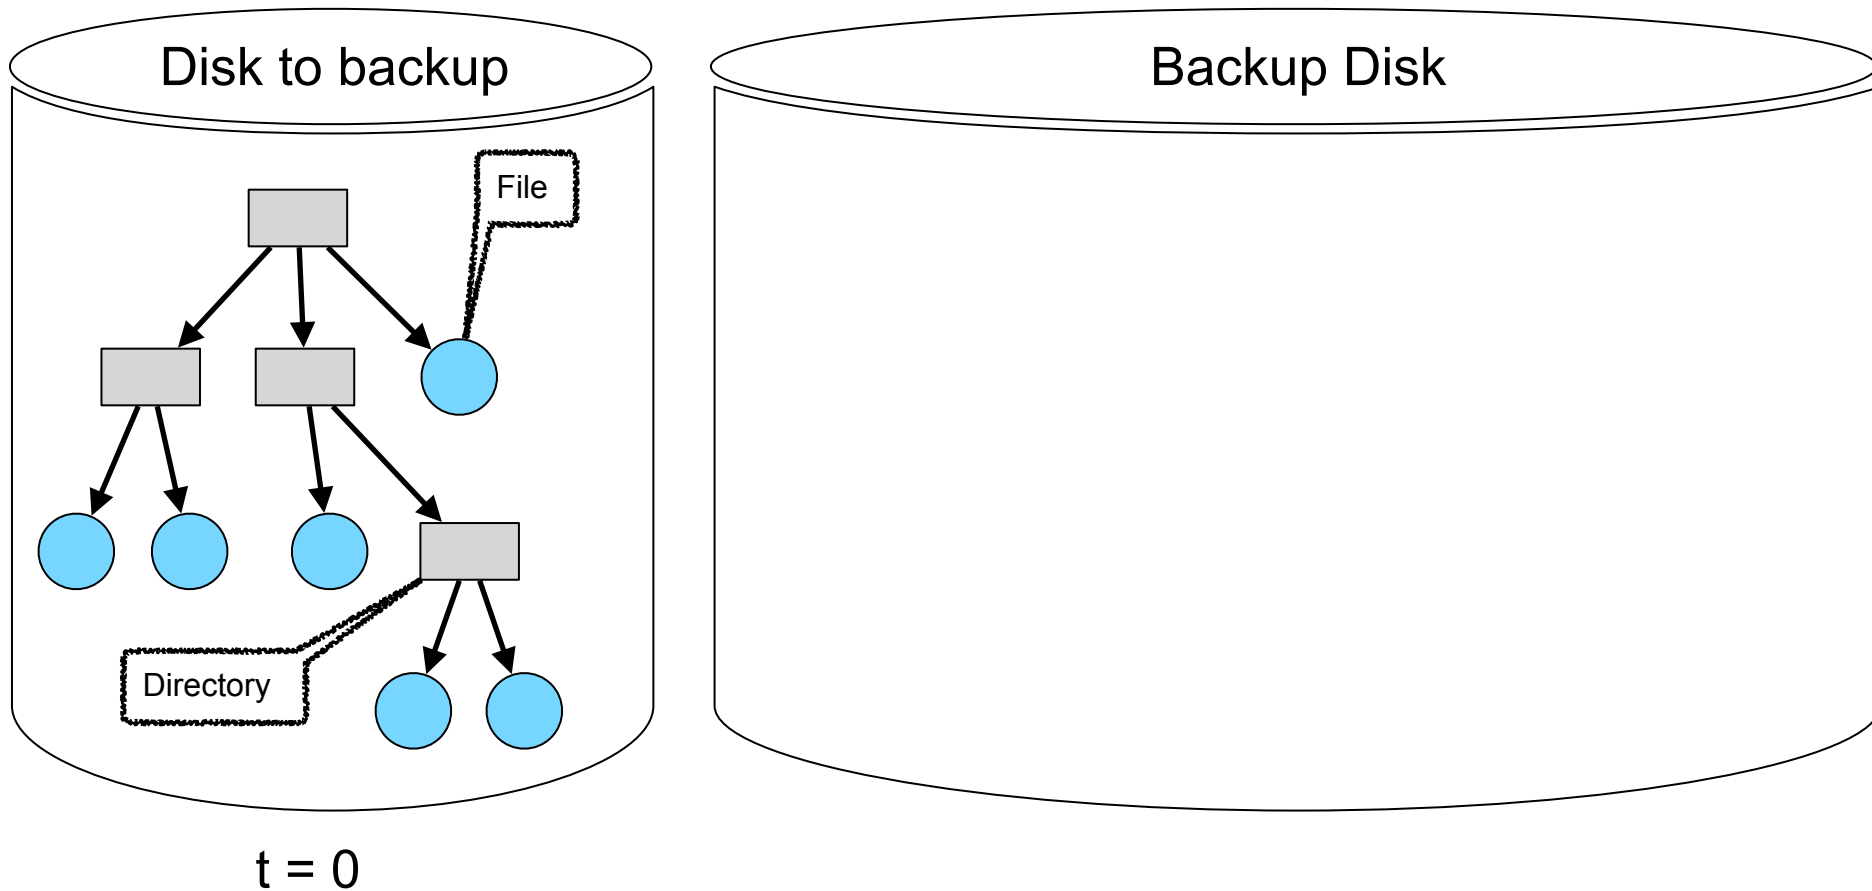 Disk to backup
Backup Disk
File
Directory
t = 0